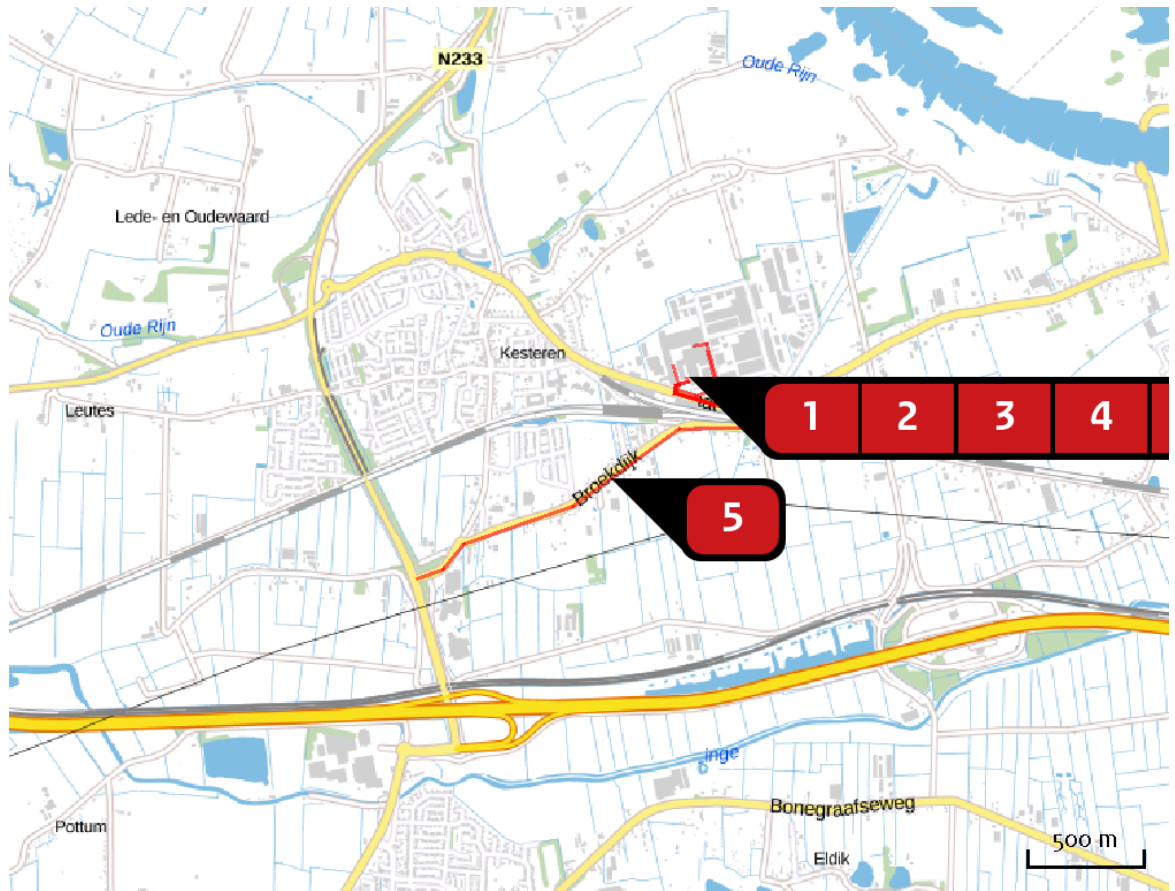 N233
Oude Rijn
Lede- en Oudewaard
Oude Rijn
Kesteren
Leutes
1 2 3 4
Broekdijk
5
inge
Bonegraafseweg
Pottum
Eldik
500 m